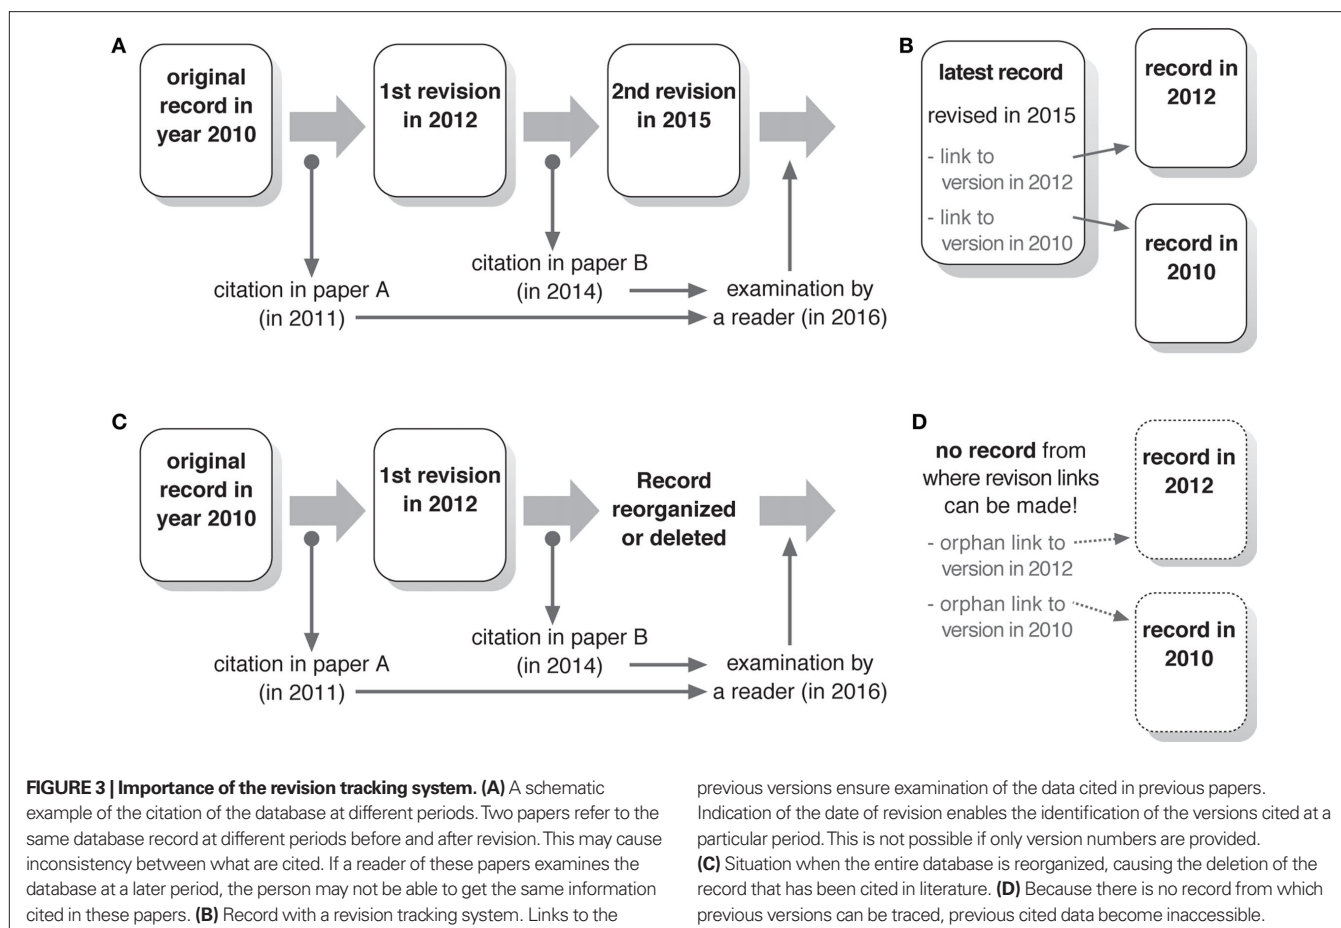 A
original
record in
year 2010
1st revision
in 2012
2nd revision
in 2015
citation in paper A
(in 2011)
citation in paper B
(in 2014)
examination by
a reader (in 2016)
B
latest record
revised in 2015
- link to
version in 2012
- link to
version in 2010
record in
2012
record in
2010
C
original
record in
year 2010
1st revision
in 2012
Record
reorganized
or deleted
citation in paper A
(in 2011)
citation in paper B
(in 2014)
examination by
a reader (in 2016)
D
no record from
where revison links
can be made!
- orphan link to
version in 2012
- orphan link to
version in 2010
record in
2012
record in
2010
FIGURE 3 | Importance of the revision tracking system. (A) A schematic
example of the citation of the database at different periods. Two papers refer to the
same database record at different periods before and after revision. This may cause
inconsistency between what are cited. If a reader of these papers examines the
database at a later period, the person may not be able to get the same information
cited in these papers. (B) Record with a revision tracking system. Links to the
previous versions ensure examination of the data cited in previous papers.
Indication of the date of revision enables the identification of the versions cited at a
particular period. This is not possible if only version numbers are provided.
(C) Situation when the entire database is reorganized, causing the deletion of the
record that has been cited in literature. (D) Because there is no record from which
previous versions can be traced, previous cited data become inaccessible.